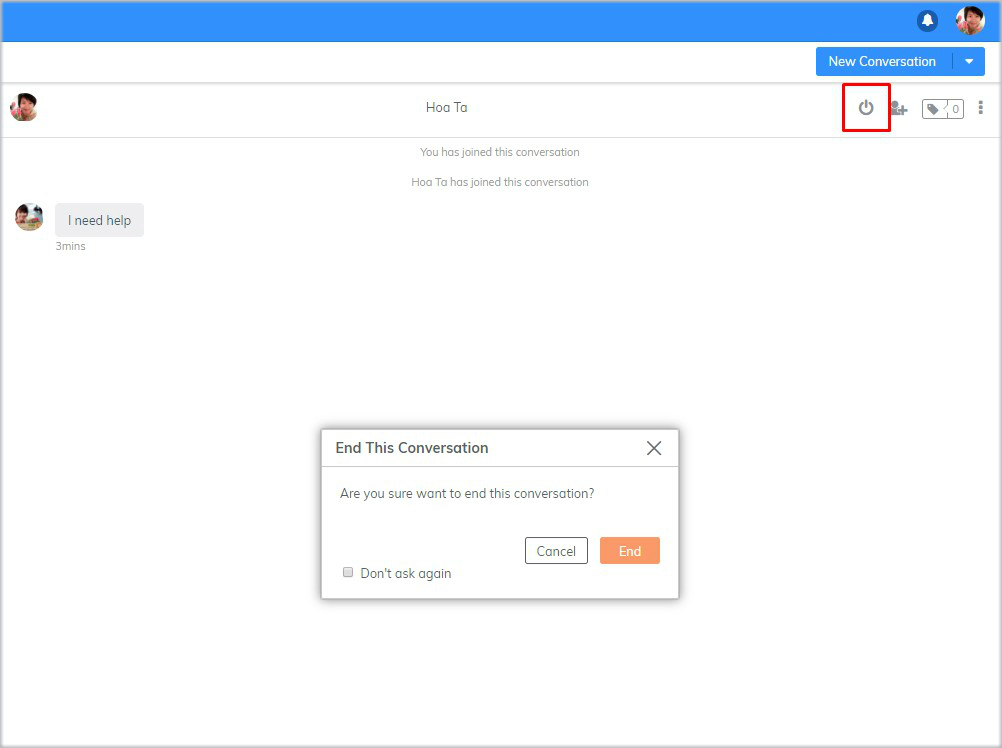 New Conversation
Hoa Ta
0
You has joined this conversation
Hoa Ta has joined this conversation
I need help
3mins
End This Conversation
Are you sure want to end this conversation?
Cancel
End
Don't ask again